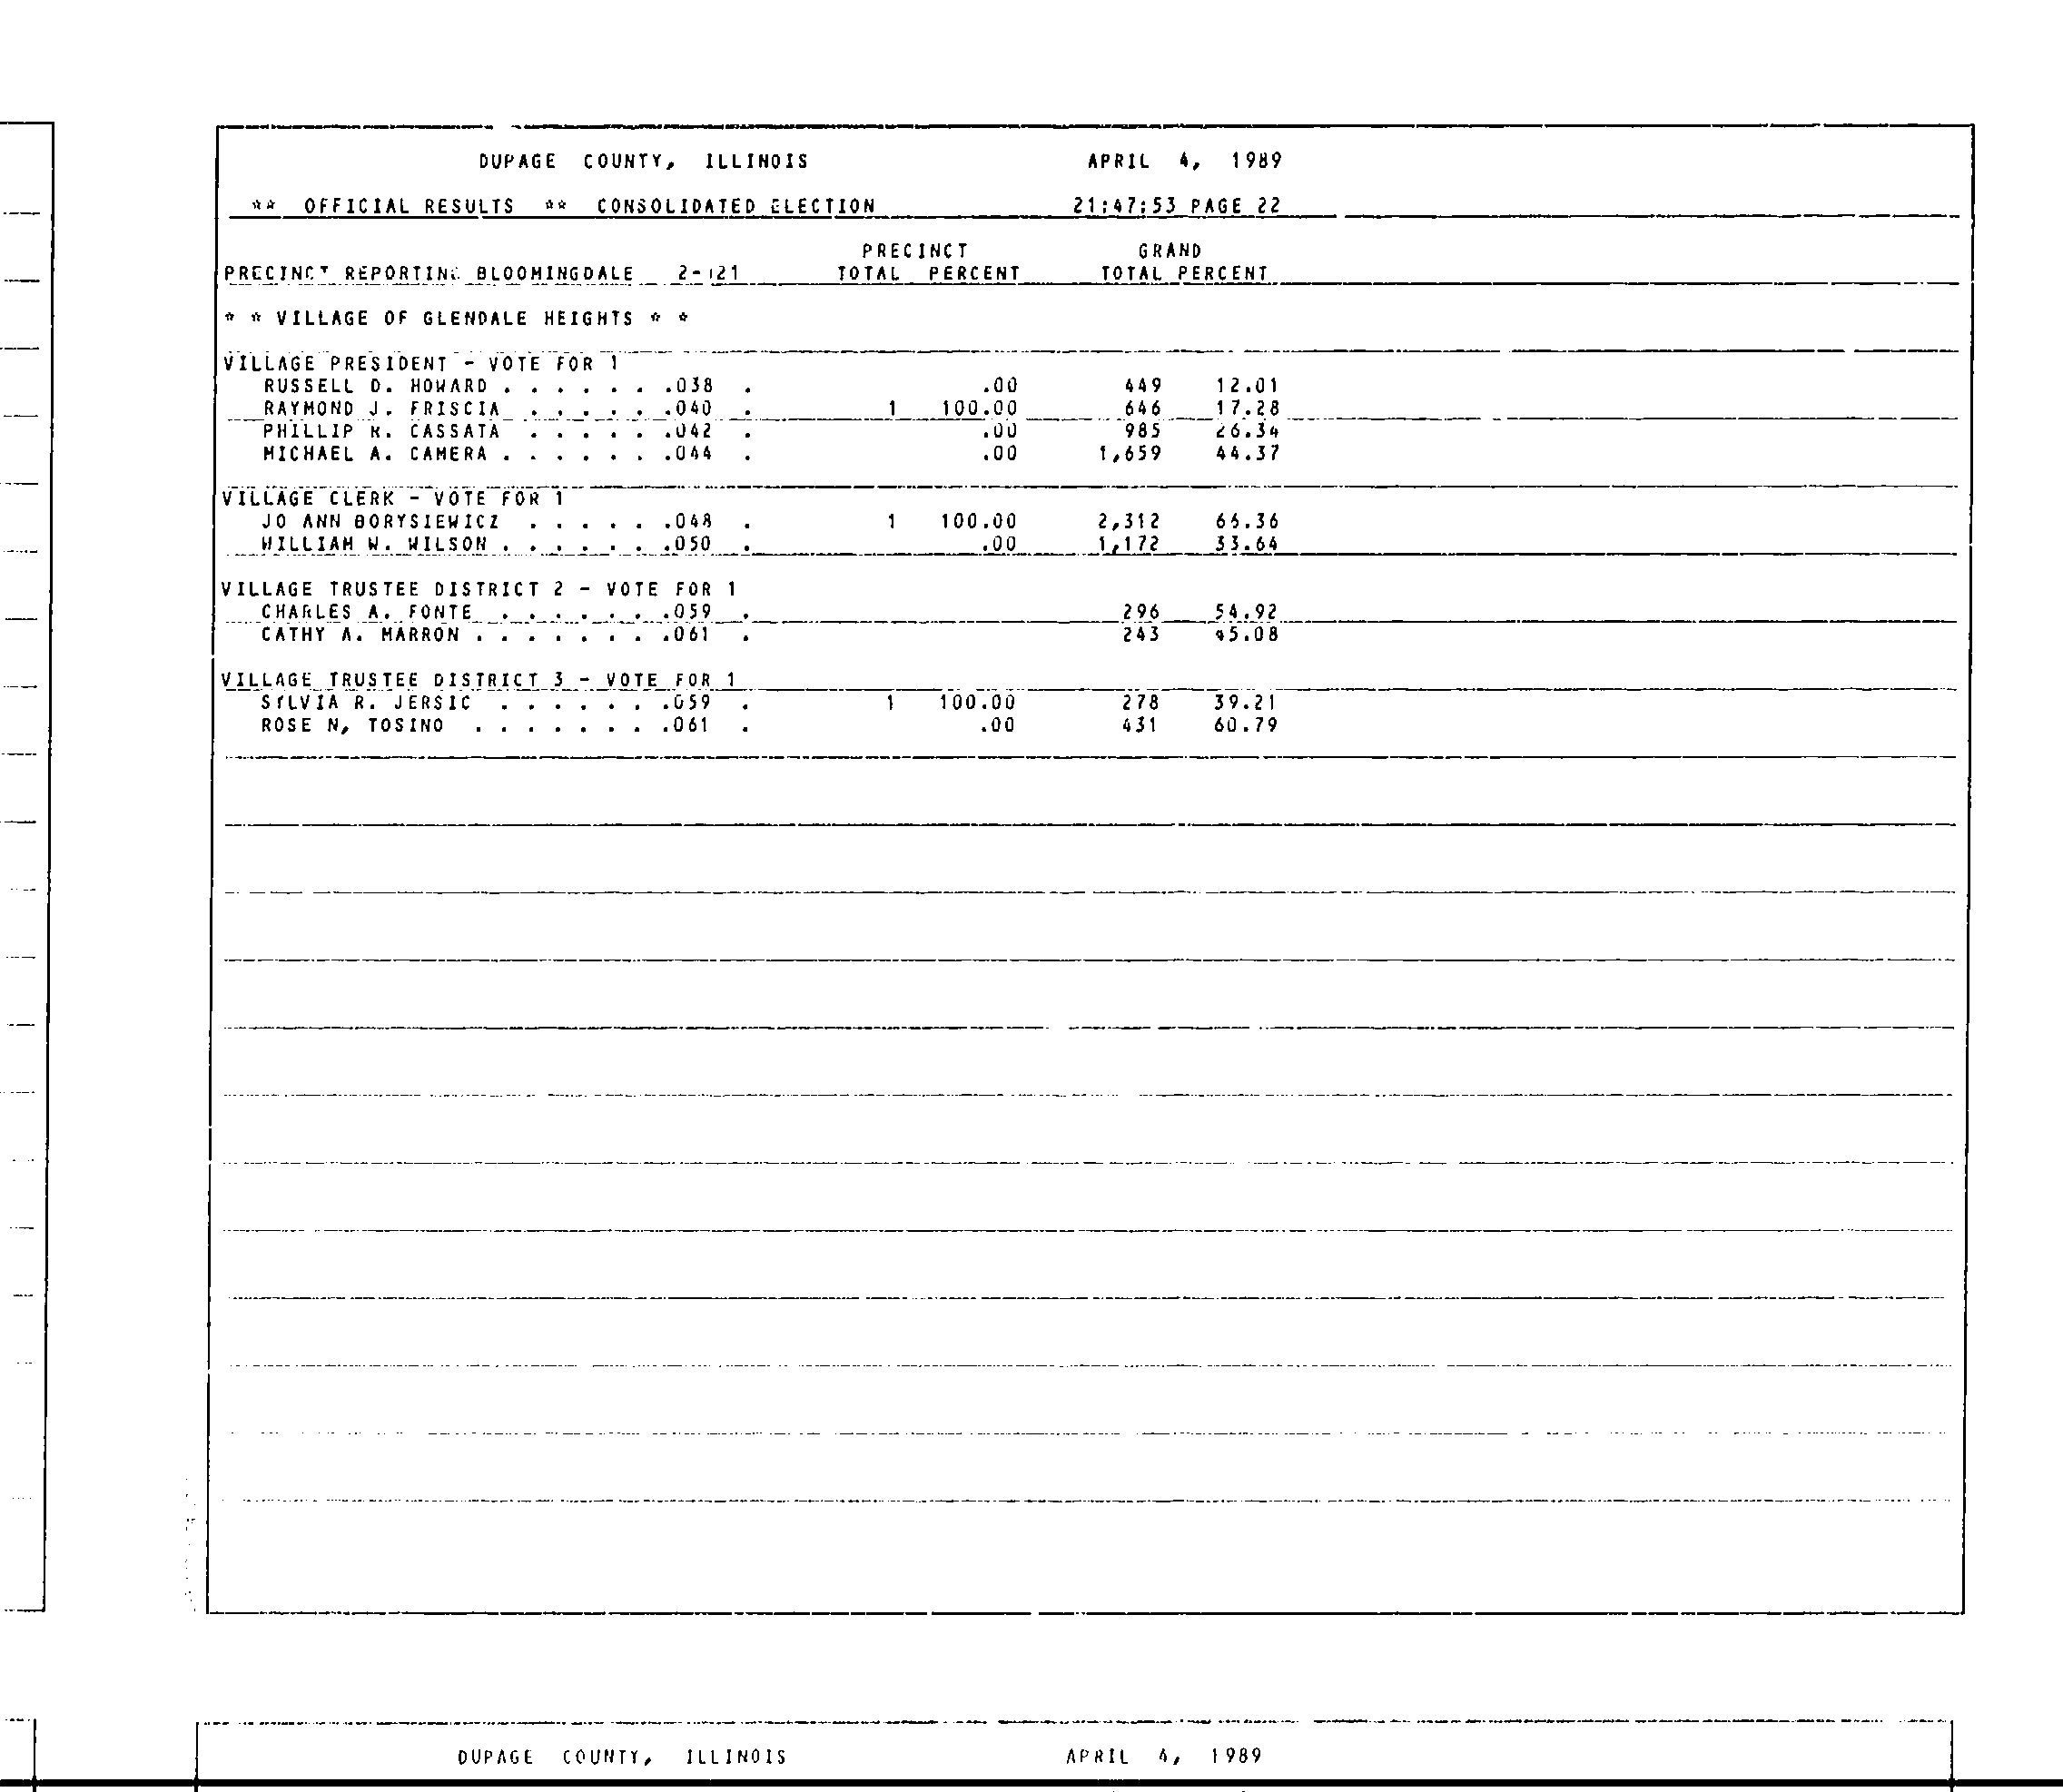 DUPAGE COUNTY, ILLINOIS APRIL 4, 1989
** OFFICIAL RESULTS ** CONSOLIDATED ELECTION 21:47:53 PAGE 22
PRECINCT GRAND
PRECINCT REPORTING BLOOMINGDALE TOTAL PERCENT TOTAL PERCENT
* * VILLAGE OF GLENDALE HEIGHTS * *
VILLAGE PRESIDENT - VOTE FOR 1
RUSSELL D. HOWARD . . . . . . .038 . .00 449 12.01
RAYMOND J. FRISCIA . . . . . .040 . 1 100.00 646 17.28
PHILLIP R. CASSATA . . . . . .042 . .00 985 26.34
MICHAEL A. CAMERA . . . . . . .044 . .00 1,659 44.37
VILLAGE CLERK - VOTE FOR 1
JO ANN BORYSIEWICZ . . . . . .048 . 1 100.00 2,312 66.36
WILLIAM W. WILSON . . . . . . .050 . .00 1,172 33.64
VILLAGE TRUSTEE DISTRICT 2 - VOTE FOR 1
CHARLES A. FONTE . . . . . . .059 . 296 54.92
CATHY A. MARRON . . . . . . . .061 . 243 45.08
VILLAGE TRUSTEE DISTRICT 3 - VOTE FOR 1
SYLVIA R. JERSIC . . . . . . .059 . 1 100.00 278 39.21
ROSE N, TOSINO . . . . . . . .061 . .00 431 60.79
DUPAGE COUNTY, ILLINOIS APRIL 4, 1989